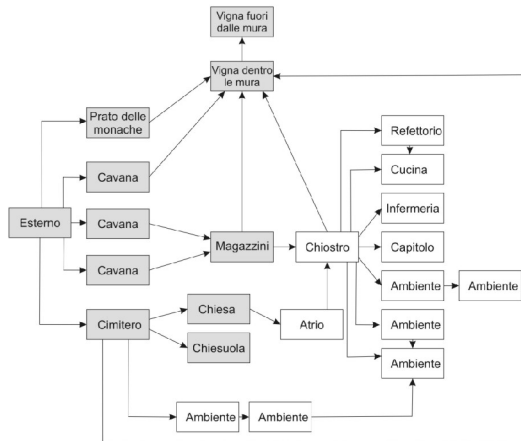 Vigna fuori
dalle mura
Vigna dentro
le mura
Prato delle
monache
Refettorio
Cavana
Cucina
Infermeria
Esterno
Cavana
Magazzini
Chiostro
Capitolo
Cavana
Ambiente
Ambiente
Chiesa
Cimitero
Atrio
Ambiente
Chiesuola
Ambiente
Ambiente
Ambiente